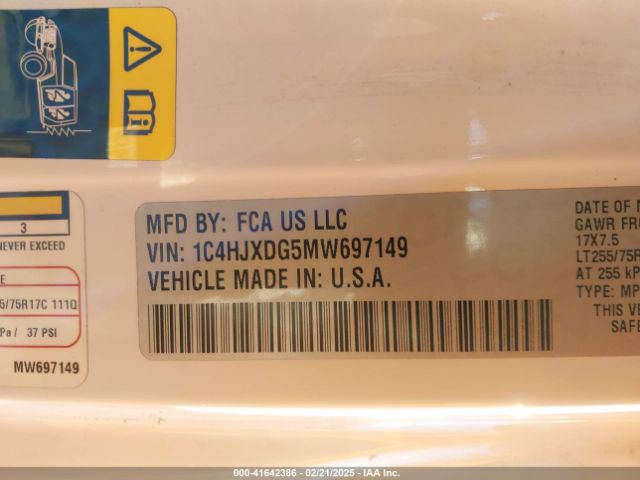 MFD BY: FCA US LLC
VIN: 1C4HJXDG5MW697149
VEHICLE MADE IN: U.S.A.
DATE OF
GAWR FR
17X7.5
LT255/75R
AT 255 kP
TYPE: MP
THIS VE
SAFE
3
NEVER EXCEED
5/75R17C 111Q
Pa / 37 PSI
MW697149
000-41642386 - 02/21/2025 - IAAI.com